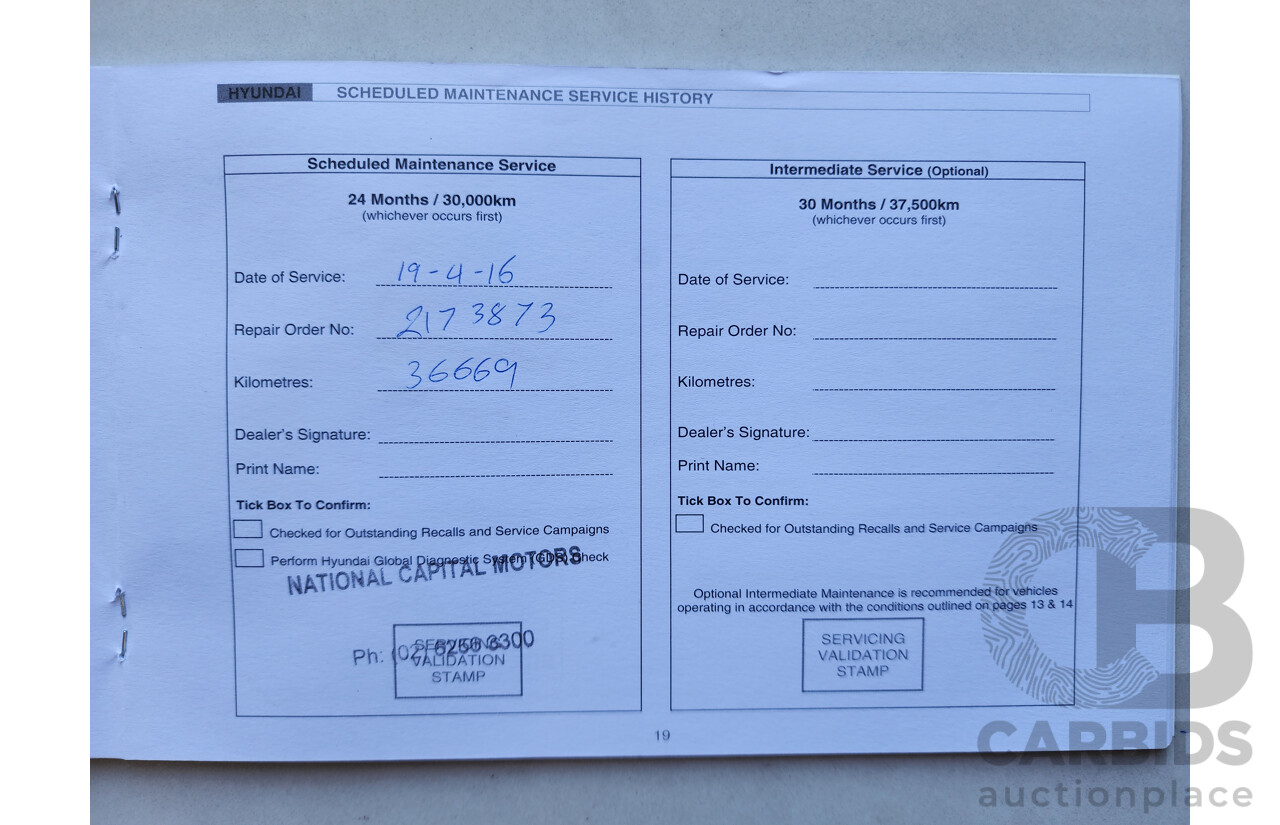 HYUNDAI SCHEDULED MAINTENANCE SERVICE HISTORY
Scheduled Maintenance Service
24 Months / 30,000km
(whichever occurs first)
Date of Service: 19-4-16
Repair Order No: 2173873
Kilometres: 36669
Dealer's Signature:
Print Name:
Tick Box To Confirm:
Checked for Outstanding Recalls and Service Campaigns
Perform Hyundai Global Diagnostic System (GDS) Check
NATIONAL CAPITAL MOTORS
Ph: (02) 6256 6300
SERVICING
VALIDATION
STAMP
Intermediate Service (Optional)
30 Months / 37,500km
(whichever occurs first)
Date of Service:
Repair Order No:
Kilometres:
Dealer's Signature:
Print Name:
Tick Box To Confirm:
Checked for Outstanding Recalls and Service Campaigns
Optional Intermediate Maintenance is recommended for vehicles
operating in accordance with the conditions outlined on pages 13 & 14
SERVICING
VALIDATION
STAMP
19
CB
CARBIDS
auctionplace